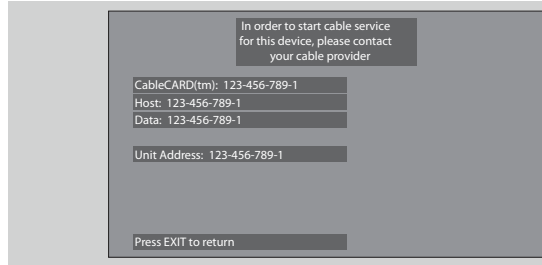 In order to start cable service
for this device, please contact
your cable provider
CableCARD(tm): 123-456-789-1
Host: 123-456-789-1
Data: 123-456-789-1
Unit Address: 123-456-789-1
Press EXIT to return